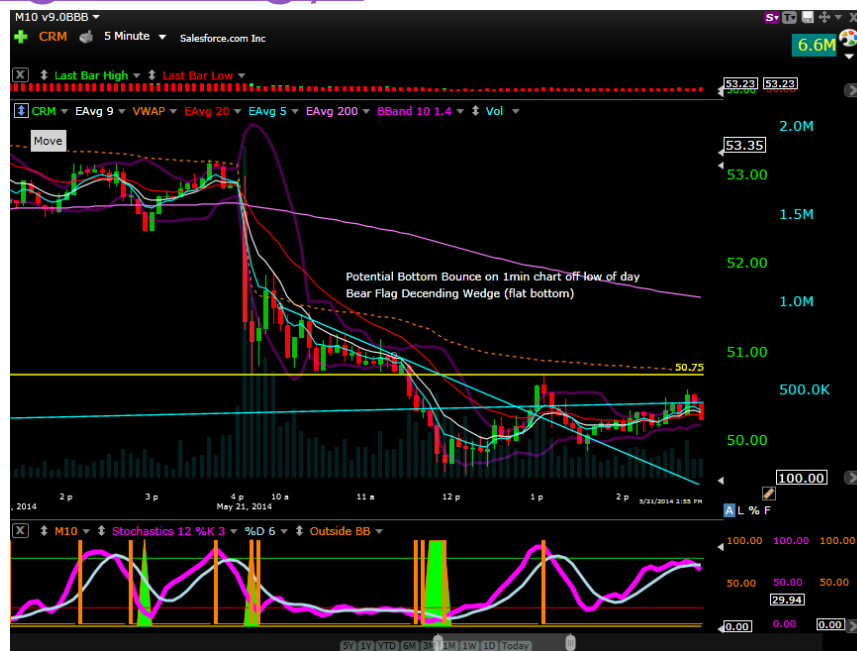 M10 v9.0BBB
CRM 5 Minute Salesforce.com Inc
6.6M
X Last Bar High Last Bar Low
53.23 53.23
CRM EAvg 9 VWAP EAvg 20 EAvg 5 EAvg 200 BBand 10 1.4 Vol
Move
2.0M
53.35
53.00
1.5M
52.00
Potential Bottom Bounce on 1min chart off low of day
Bear Flag Decending Wedge (flat bottom)
1.0M
51.00
50.75
500.0K
50.00
100.00
2 p 3 p 4 p 10 a 11 a 12 p 1 p 2 p 5/21/2014 1:55 PM
, 2014 May 21, 2014
A L % F
X M10 Stochastics 12 %K 3 %D 6 Outside BB
100.00 100.00 100.00
50.00 50.00 50.00
29.94
0.00 0.00 0.00
5Y 1Y YTD 6M 3M 1M 1W 1D Today